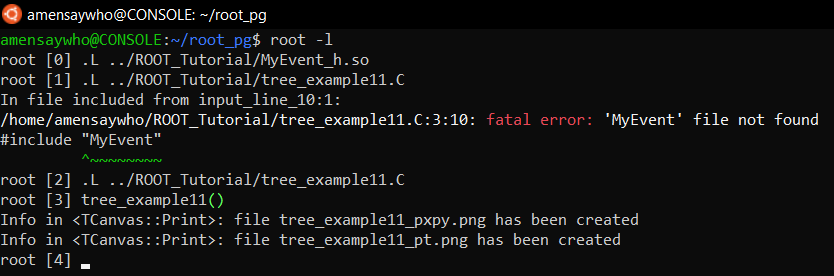 amensaywho@CONSOLE: ~/root_pg
amensaywho@CONSOLE:~/root_pg$ root -l
root [0] .L ../ROOT_Tutorial/MyEvent_h.so
root [1] .L ../ROOT_Tutorial/tree_example11.C
In file included from input_line_10:1:
/home/amensaywho/ROOT_Tutorial/tree_example11.C:3:10: fatal error: 'MyEvent' file not found
#include "MyEvent"
         ^~~~~~~~~
root [2] .L ../ROOT_Tutorial/tree_example11.C
root [3] tree_example11()
Info in <TCanvas::Print>: file tree_example11_pxpy.png has been created
Info in <TCanvas::Print>: file tree_example11_pt.png has been created
root [4]